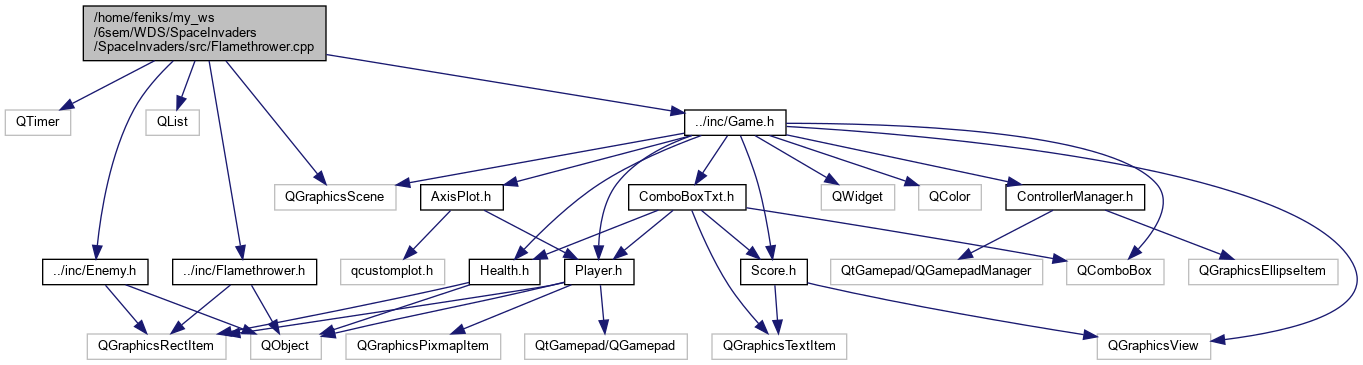 /home/feniks/my_ws
/6sem/WDS/SpaceInvaders
/SpaceInvaders/src/Flamethrower.cpp
QTimer
QList
../inc/Game.h
QGraphicsScene
AxisPlot.h
ComboBoxTxt.h
QWidget
QColor
ControllerManager.h
../inc/Enemy.h
../inc/Flamethrower.h
qcustomplot.h
Health.h
Player.h
Score.h
QtGamepad/QGamepadManager
QComboBox
QGraphicsEllipseItem
QGraphicsRectItem
QObject
QGraphicsPixmapItem
QtGamepad/QGamepad
QGraphicsTextItem
QGraphicsView